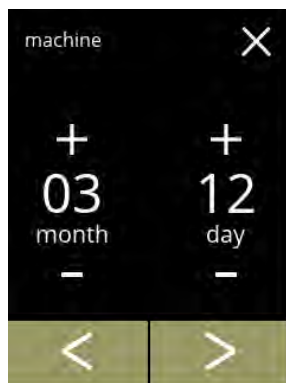 machine
+ +
03 12
month day
- -
< >